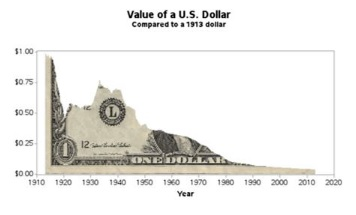 Value of a U.S. Dollar
Compared to a 1913 dollar
$1.00
$0.75
$0.50
$0.25
$0.00
L
12
1
ONE DOLLAR
1910 1920 1930 1940 1950 1960 1970 1980 1990 2000 2010 2020
Year